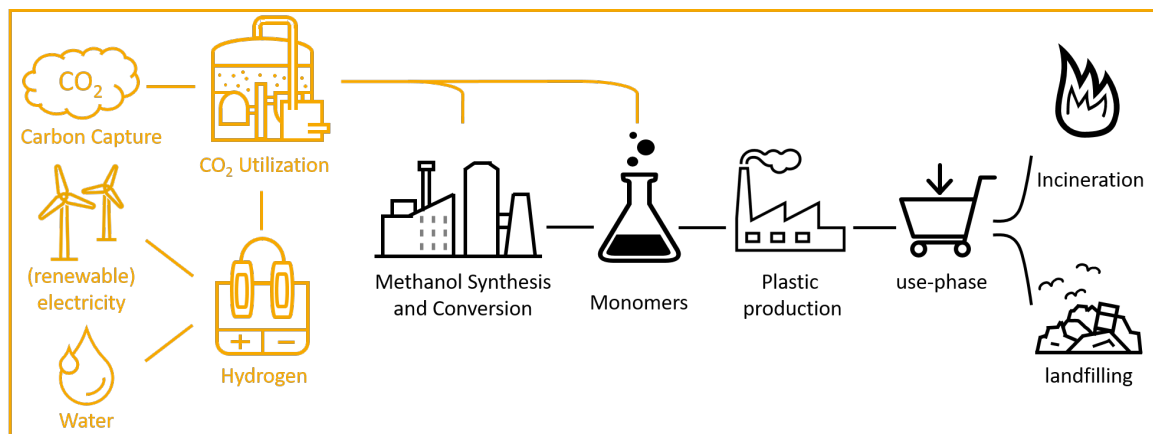 CO2
Carbon Capture
CO2 Utilization
(renewable)
electricity
Water
+ −
Hydrogen
Methanol Synthesis
and Conversion
Monomers
Plastic
production
use-phase
Incineration
landfilling